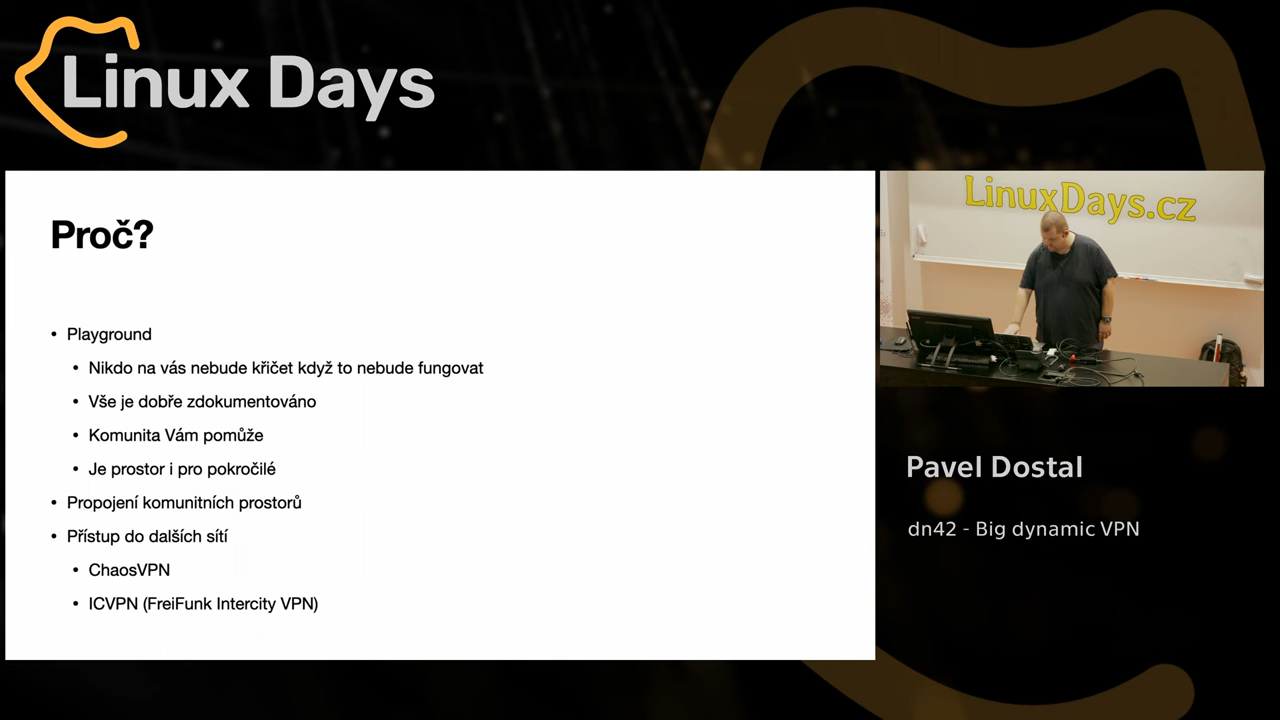 Linux Days
Proč?
• Playground
• Nikdo na vás nebude křičet když to nebude fungovat
• Vše je dobře zdokumentováno
• Komunita Vám pomůže
• Je prostor i pro pokročilé
• Propojení komunitních prostorů
• Přístup do dalších sítí
• ChaosVPN
• ICVPN (FreiFunk Intercity VPN)
LinuxDays.cz
Pavel Dostal
dn42 - Big dynamic VPN